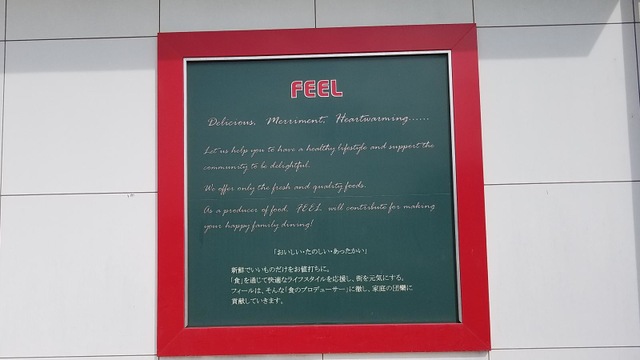 FEEL
Delicious. Merriment. Heartwarming......
Let us help you to have a healthy lifestyle and support the
community to be delightful.
We offer only the fresh and quality foods.
As a producer of food, FEEL will contribute for making
your happy family dining!
「おいしい・たのしい・あったかい」
新鮮でいいものだけをお値打ちに。
「食」を通じて快適なライフスタイルを応援し、街を元気にする。
フィールは、そんな「食のプロデューサー」に徹し、家庭の団欒に
貢献していきます。